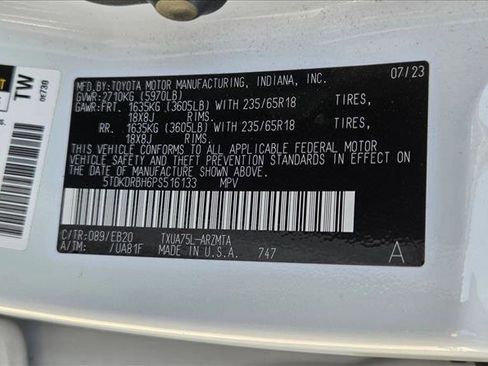 MFD.BY:TOYOTA MOTOR MANUFACTURING, INDIANA, INC. 07/23
GVWR:2710KG (5970LB)
GAWR:FRT. 1635KG (3605LB) WITH 235/65R18 TIRES,
18X8J RIMS.
RR. 1635KG (3605LB) WITH 235/65R18 TIRES,
18X8J RIMS.
THIS VEHICLE CONFORMS TO ALL APPLICABLE FEDERAL MOTOR
VEHICLE SAFETY AND THEFT PREVENTION STANDARDS IN EFFECT
ON THE DATE OF MANUFACTURE SHOWN ABOVE.
5TDKDRBH6PS516133 MPV
C/TR:089/EB20 TXUA75L-ARZMTA
A/TM: /UA81F MADE IN U.S.A. 747 A
TW